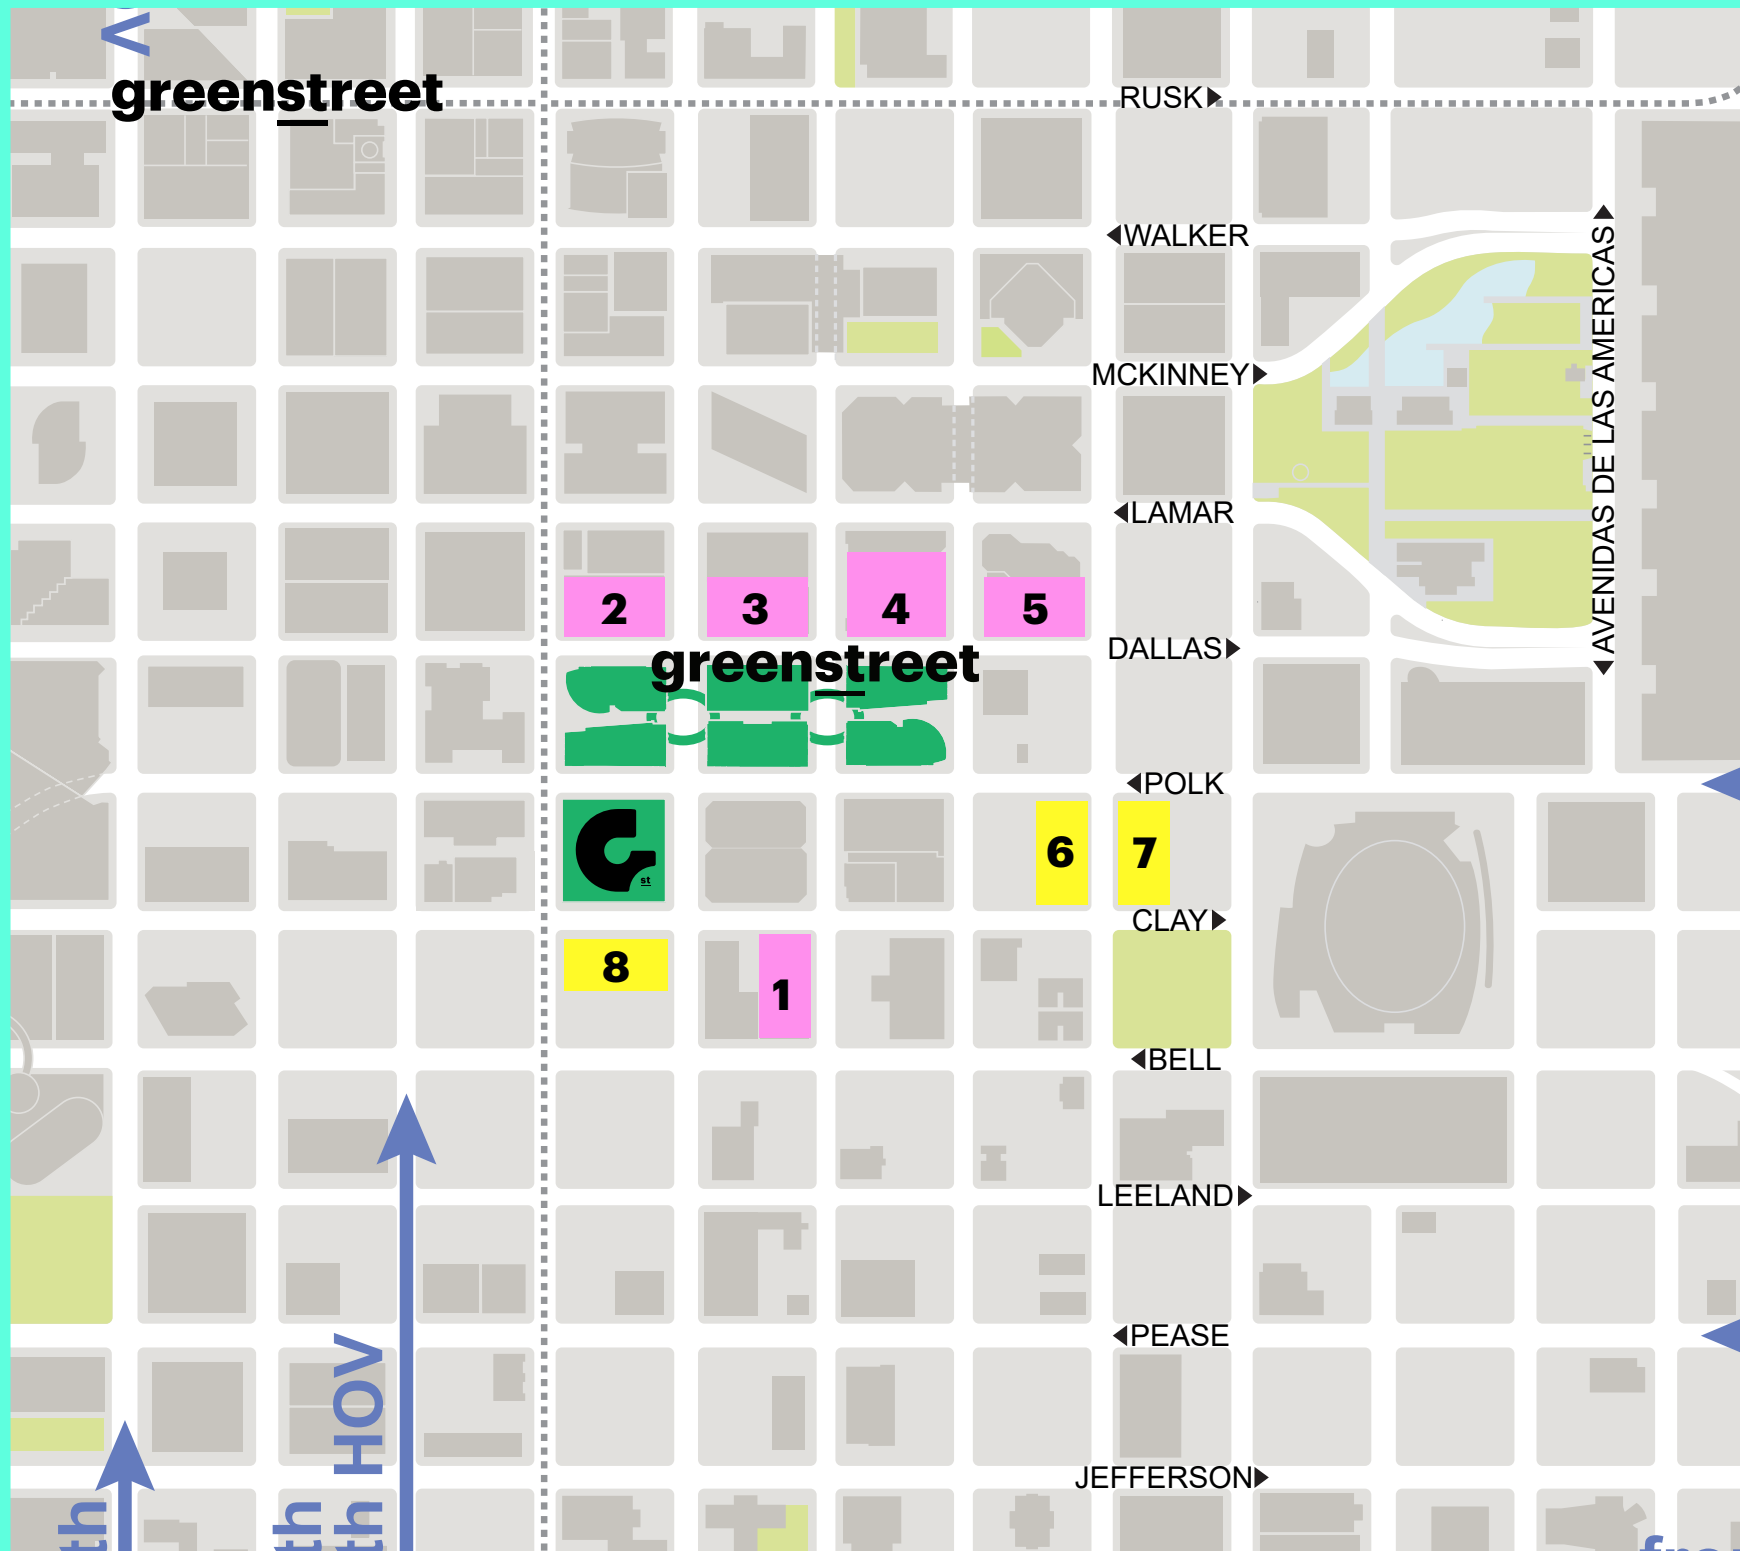 greenstreet
RUSK
WALKER
AVENIDAS DE LAS AMERICAS
MCKINNEY
LAMAR
2
3
4
5
DALLAS
greenstreet
POLK
6
7
st
CLAY
8
1
BELL
LEELAND
PEASE
HOV
JEFFERSON